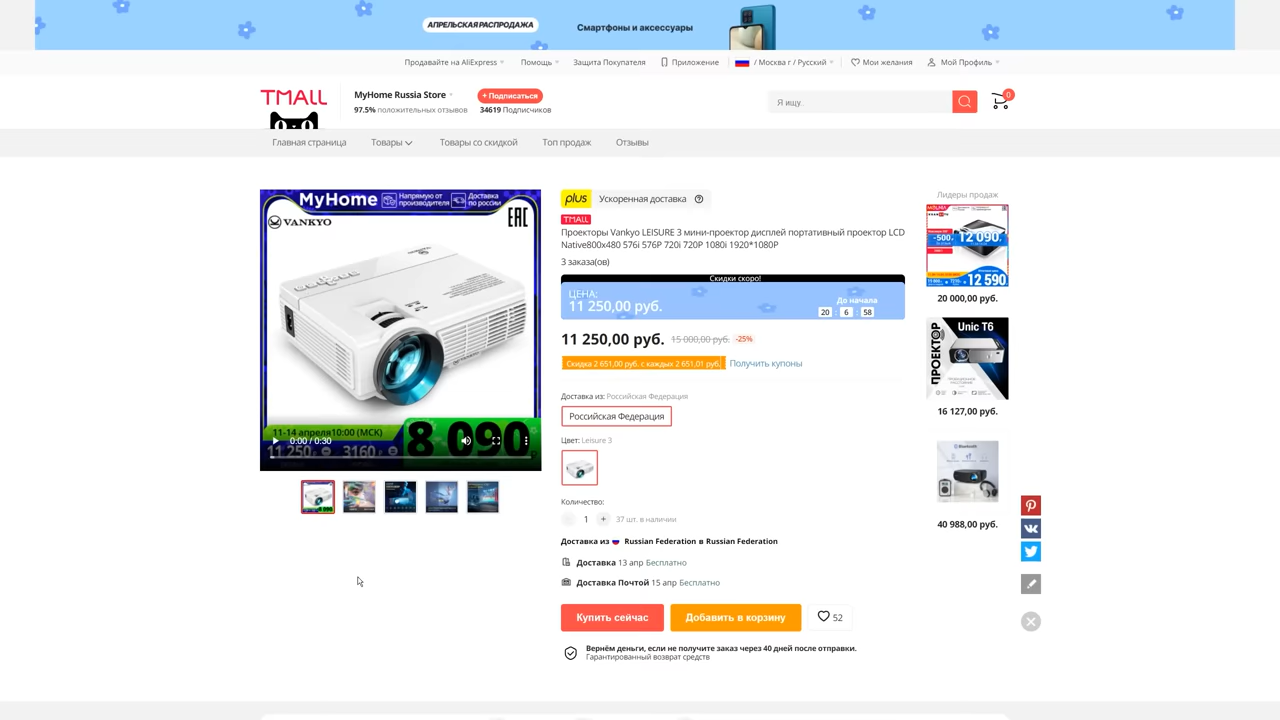 АПРЕЛЬСКАЯ РАСПРОДАЖА
Смартфоны и аксессуары
Продавайте на AliExpress
Помощь
Защита Покупателя
Приложение
/ Москва г / Русский
Мои желания
Мой Профиль
TMALL
MyHome Russia Store
+ Подписаться
97.5% положительных отзывов
34619 Подписчиков
Я ищу..
0
Главная страница
Товары
Товары со скидкой
Топ продаж
Отзывы
MyHome
Напрямую от производителя
Доставка по россии
VANKYO
EAC
11-14 апреля10:00 (МСК)
11 250
3160
8 090
0:00 / 0:30
plus
Ускоренная доставка
TMALL
Проекторы Vankyo LEISURE 3 мини-проектор дисплей портативный проектор LCD
Native800x480 576i 576P 720i 720P 1080i 1920*1080P
3 заказа(ов)
Скидки скоро!
ЦЕНА:
11 250,00 руб.
До начала
20 : 6 : 58
11 250,00 руб.
15 000,00 руб.
-25%
Скидка 2 651,00 руб. с каждых 2 651,01 руб.
Получить купоны
Доставка из: Российская Федерация
Российская Федерация
Цвет: Leisure 3
Количество:
1
+
37 шт. в наличии
Доставка из Russian Federation в Russian Federation
Доставка 13 апр Бесплатно
Доставка Почтой 15 апр Бесплатно
Купить сейчас
Добавить в корзину
52
Вернём деньги, если не получите заказ через 40 дней после отправки.
Гарантированный возврат средств
Лидеры продаж
-500
12 090
12 590
20 000,00 руб.
ПРОЕКТОР
Unic T6
16 127,00 руб.
Bluetooth
40 988,00 руб.